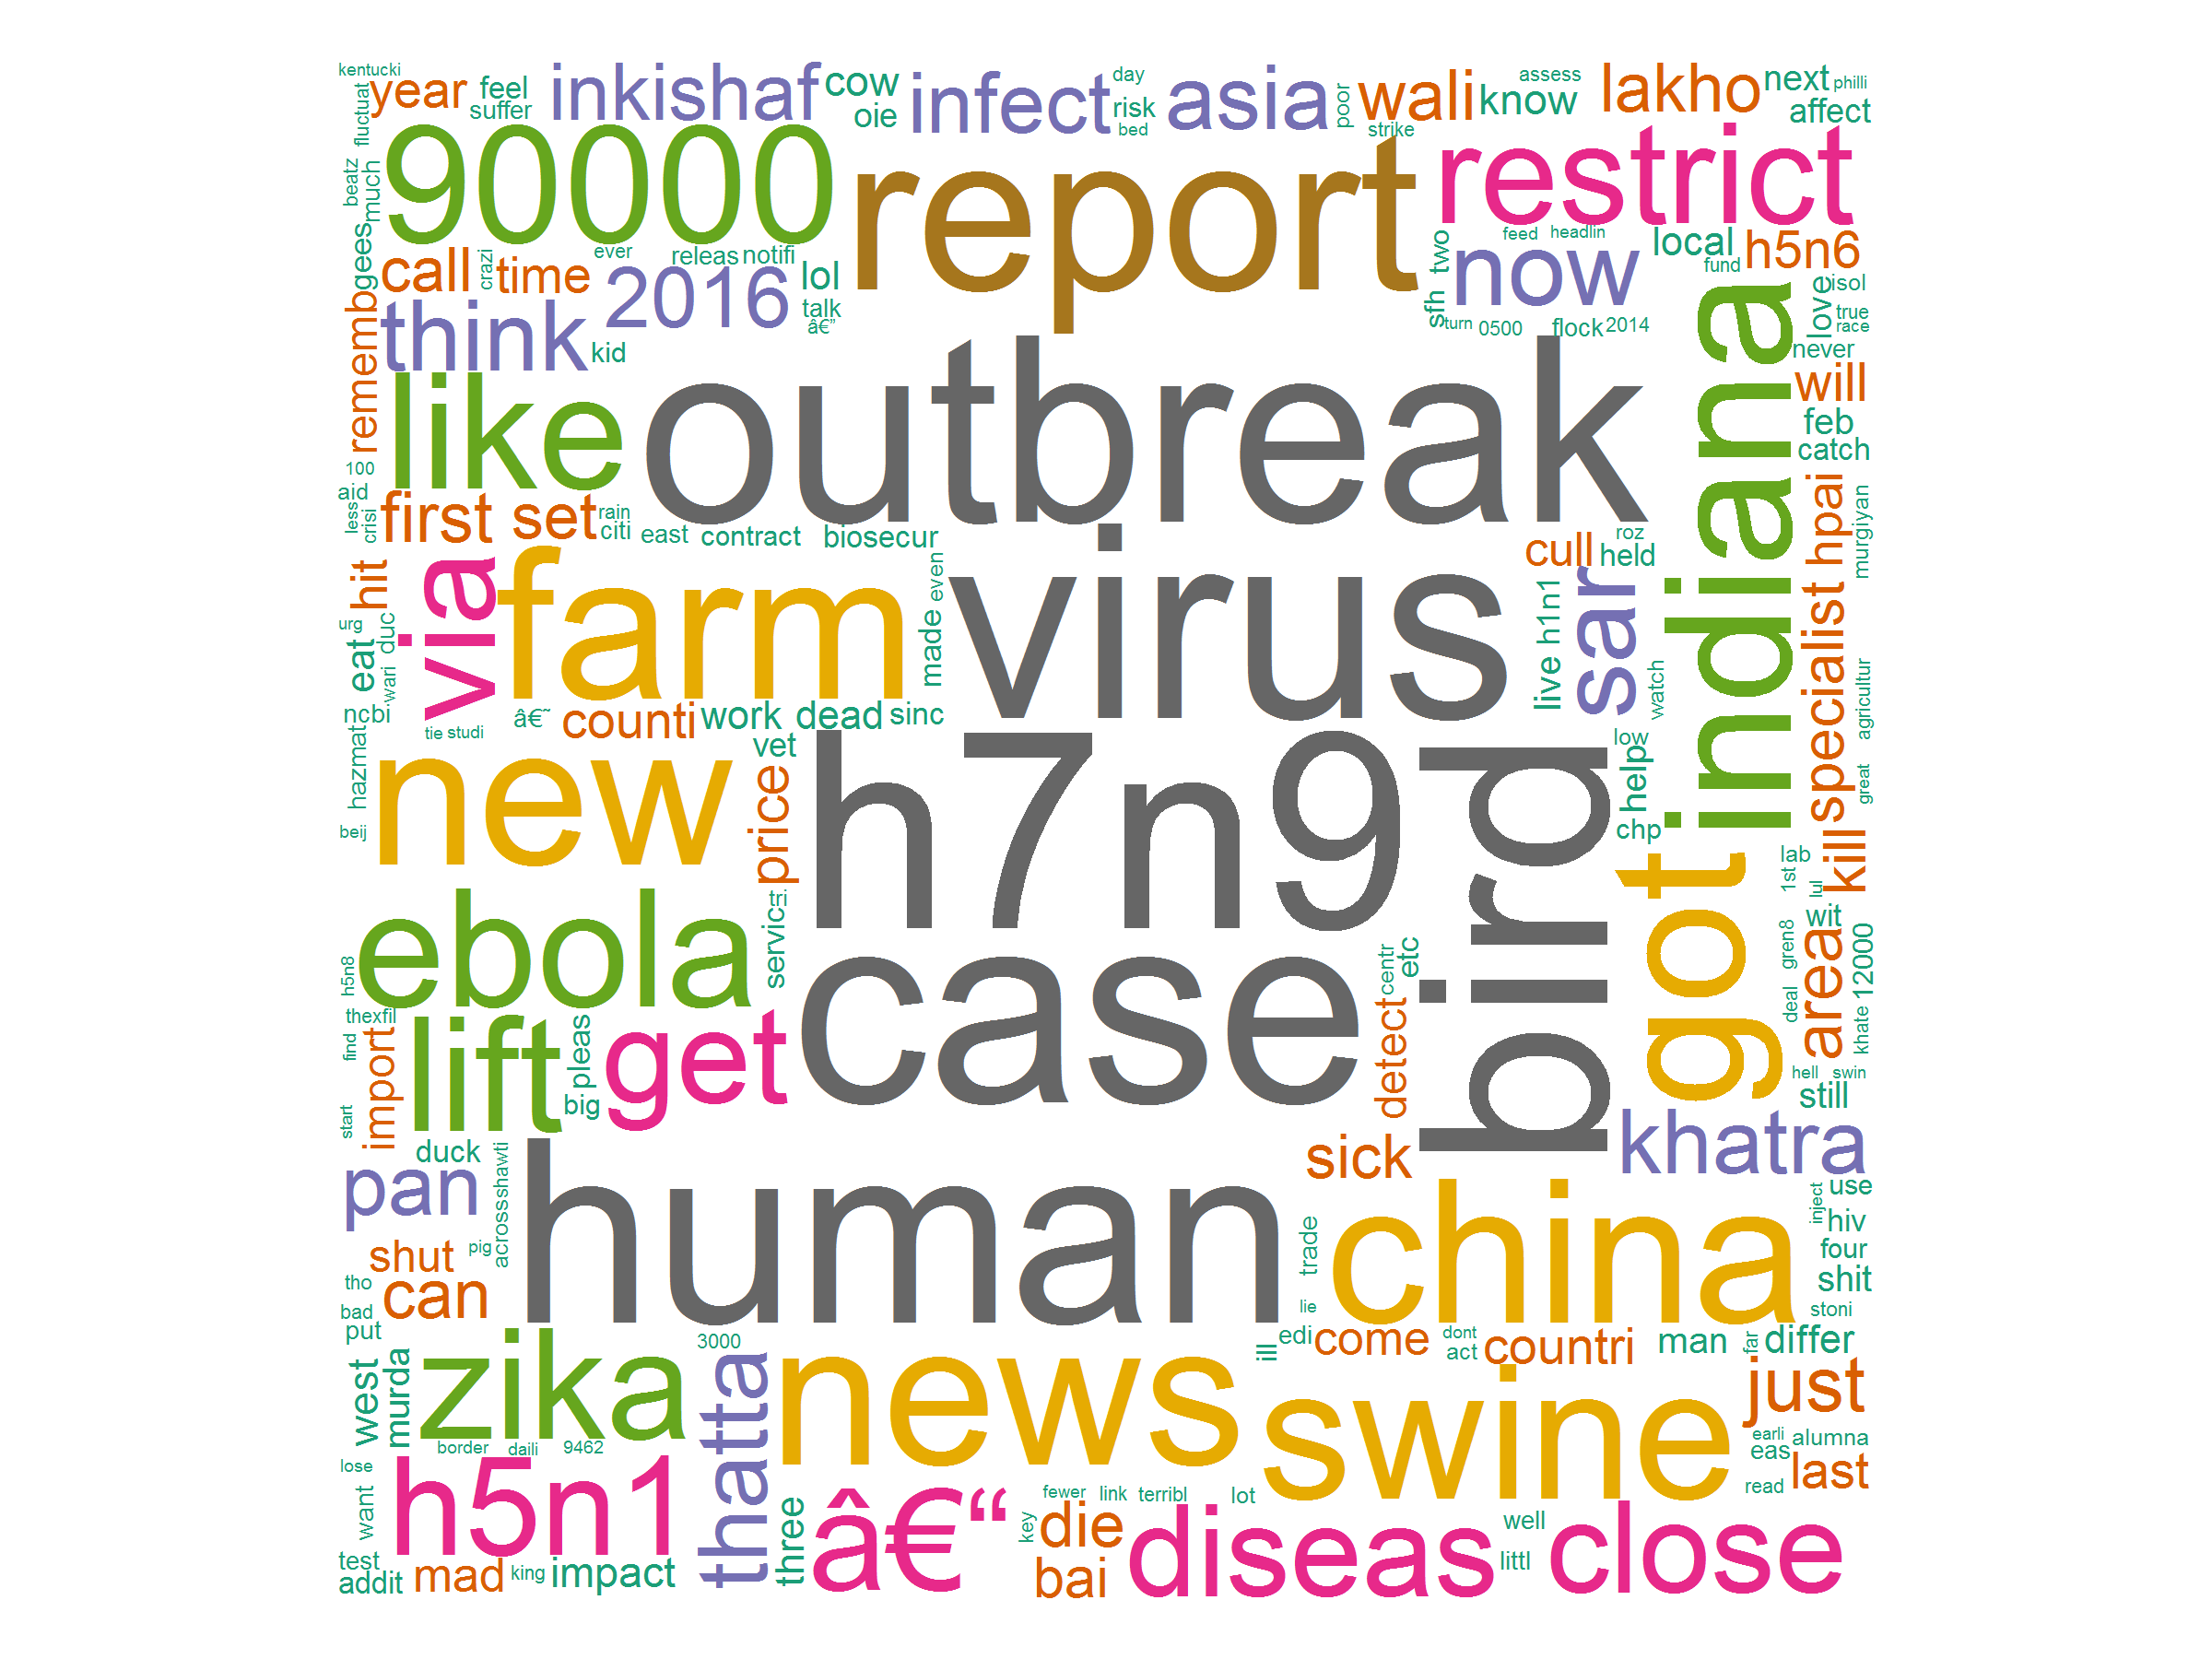 kentucki
year
feel
suffer
inkishaf
cow
oie
infect
day
risk
bed
asia
poor
wali
strike
assess
know
lakho
next
philli
affect
fluctuat
90000
report
restrict
beatz
much
gees
call
crazi
time
ever
releas
notifi
2016
lol
talk
â€”
think
kid
now
two
sfh
feed
headlin
local
fund
h5n6
turn
0500
flock
2014
isol
love
true
race
never
will
feb
catch
rememb
like
outbreak
indiana
100
aid
less
crisi
first
set
rain
citi
east
contract
biosecur
cull
roz
held
hpai
murgiyan
hit
via
farm
even
made
virus
live
h1n1
sar
watch
specialist
agricultur
urg
duc
eat
wari
ncbi
tie
studi
â€˜
counti
work
dead
sinc
vet
hazmat
beij
new
price
h7n9
bird
low
help
chp
great
kill
got
lab
1st
lul
ebola
tri
servic
case
centr
etc
detect
wit
gren8
area
12000
deal
khate
hell
swin
still
h5n8
thexfil
find
import
start
lift
pleas
big
get
duck
acrossshawti
pan
human
sick
khatra
china
use
inject
hiv
four
shit
stoni
shut
pig
can
tho
bad
put
trade
lie
edi
ill
come
dont
act
countri
man
far
differ
just
west
murda
zika
3000
thatta
news
swine
border
daili
9462
earli
eas
alumna
read
last
lose
want
h5n1
three
â€“
fewer
link
terribl
lot
key
die
bai
diseas
well
littl
close
test
addit
mad
king
impact